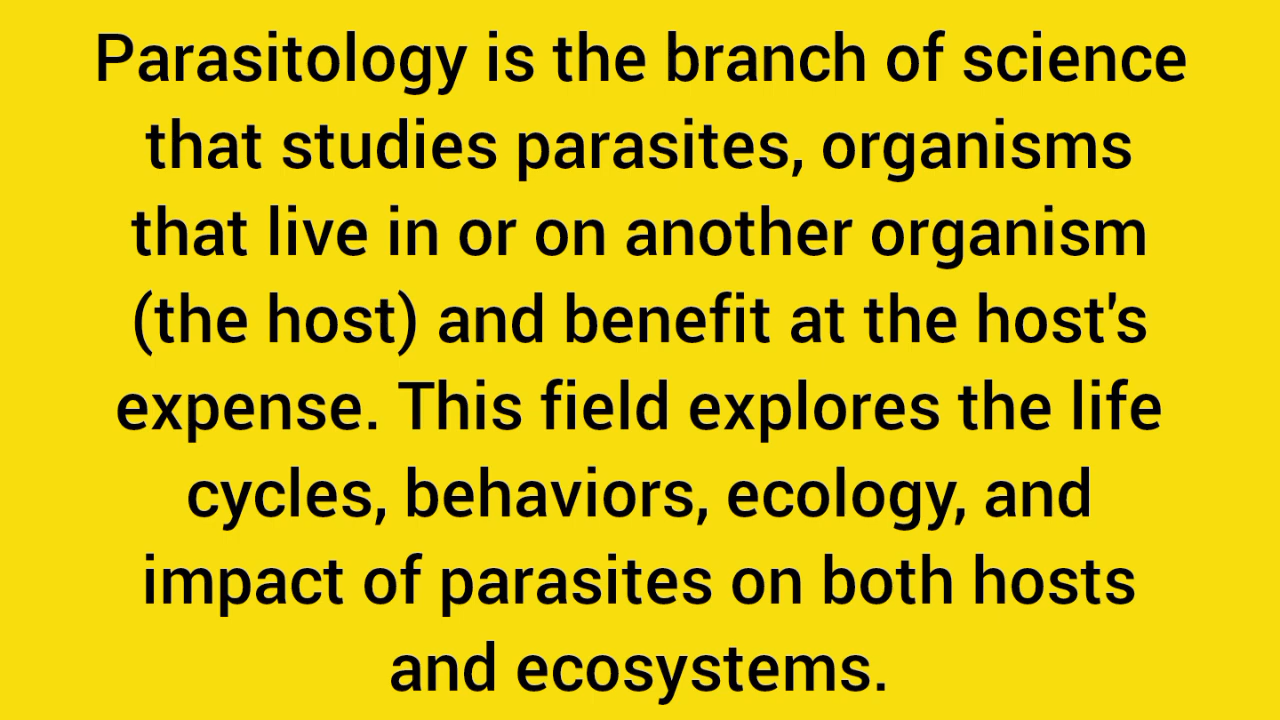 Parasitology is the branch of science
that studies parasites, organisms
that live in or on another organism
(the host) and benefit at the host's
expense. This field explores the life
cycles, behaviors, ecology, and
impact of parasites on both hosts
and ecosystems.